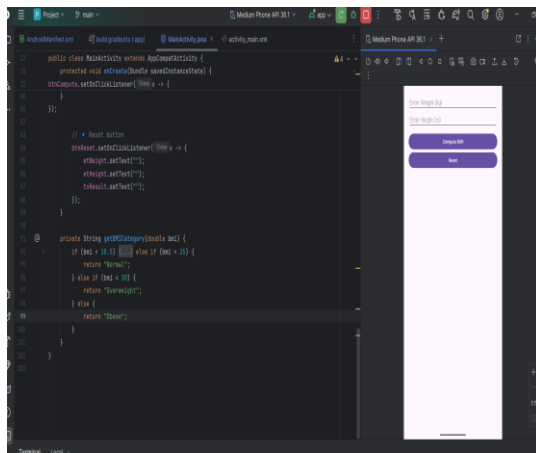 Project main Medium Phone API 36.1 app
AndroidManifest.xml build.gradle.kts (:app) MainActivity.java activity_main.xml
Medium Phone API 36.1
public class MainActivity extends AppCompatActivity {
protected void onCreate(Bundle savedInstanceState) {
btnCompute.setOnClickListener( View v -> {
}
});
// Reset button
btnReset.setOnClickListener( View v -> {
etWeight.setText("");
etHeight.setText("");
tvResult.setText("");
});
}
private String getBMICategory(double bmi) {
if (bmi < 18.5) {...} else if (bmi < 25) {
return "Normal";
} else if (bmi < 30) {
return "Overweight";
} else {
99 return "Obese";
}
}
}
Enter Weight (kg)
Enter Height (m)
Compute BMI
Reset
Terminal Local